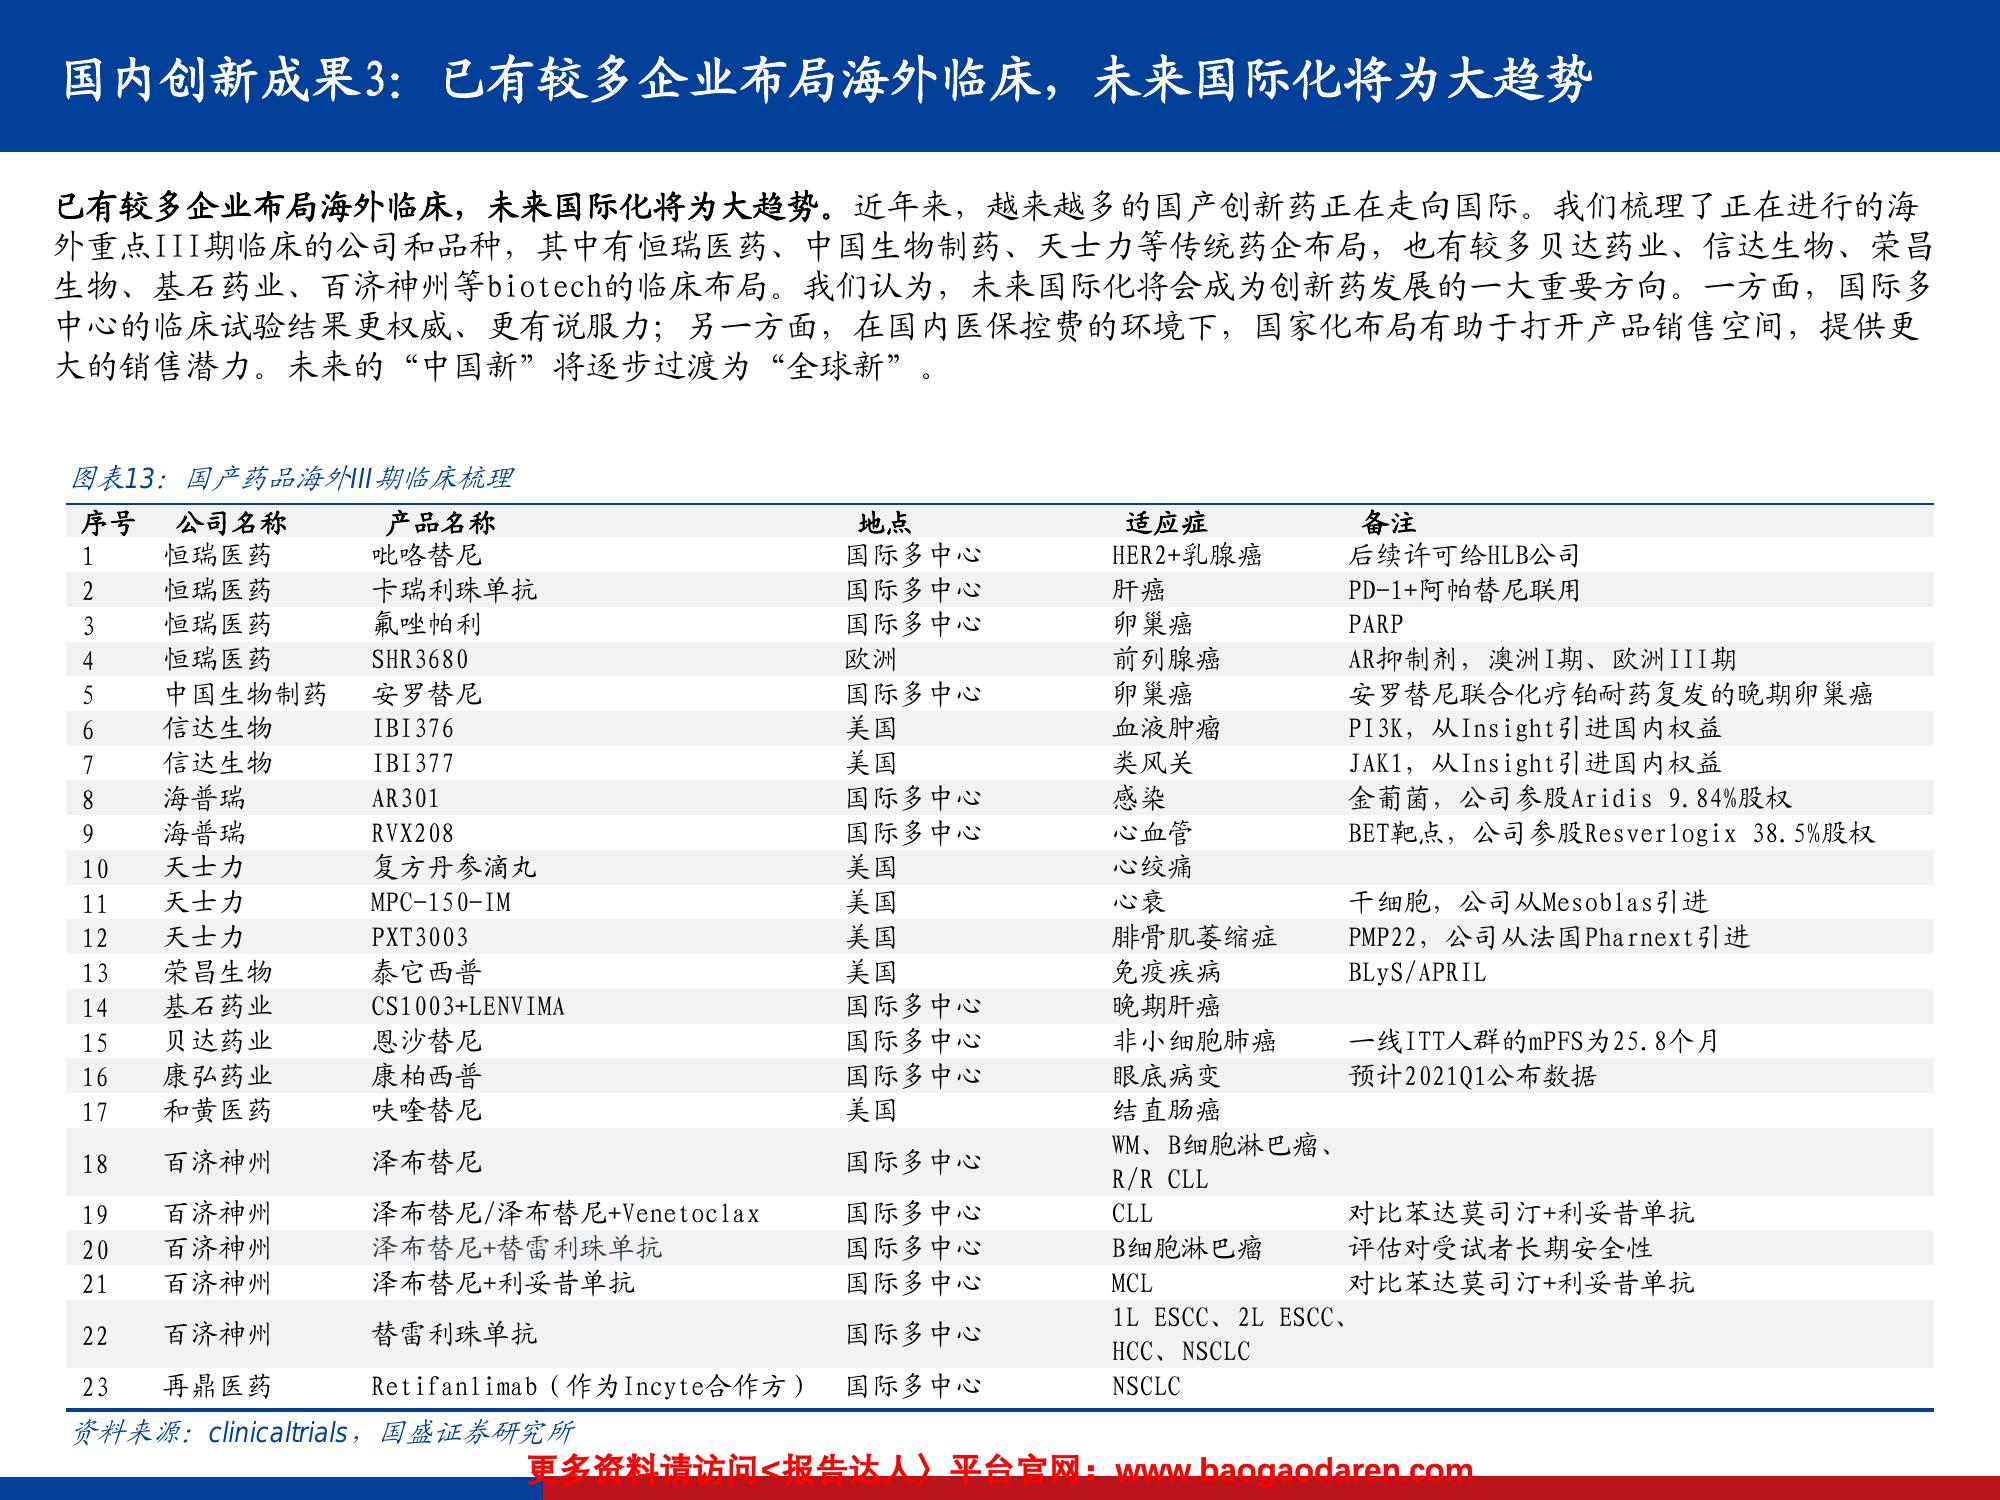 国内创新成果3：已有较多企业布局海外临床，未来国际化将为大趋势
已有较多企业布局海外临床，未来国际化将为大趋势。近年来，越来越多的国产创新药正在走向国际。我们梳理了正在进行的海
外重点III期临床的公司和品种，其中有恒瑞医药、中国生物制药、天士力等传统药企布局，也有较多贝达药业、信达生物、荣昌
生物、基石药业、百济神州等biotech的临床布局。我们认为，未来国际化将会成为创新药发展的一大重要方向。一方面，国际多
中心的临床试验结果更权威、更有说服力；另一方面，在国内医保控费的环境下，国家化布局有助于打开产品销售空间，提供更
大的销售潜力。未来的“中国新”将逐步过渡为“全球新”。
图表13：国产药品海外III期临床梳理
序号 公司名称 产品名称 地点 适应症 备注
1 恒瑞医药 吡咯替尼 国际多中心 HER2+乳腺癌 后续许可给HLB公司
2 恒瑞医药 卡瑞利珠单抗 国际多中心 肝癌 PD-1+阿帕替尼联用
3 恒瑞医药 氟唑帕利 国际多中心 卵巢癌 PARP
4 恒瑞医药 SHR3680 欧洲 前列腺癌 AR抑制剂，澳洲I期、欧洲III期
5 中国生物制药 安罗替尼 国际多中心 卵巢癌 安罗替尼联合化疗铂耐药复发的晚期卵巢癌
6 信达生物 IBI376 美国 血液肿瘤 PI3K，从Insight引进国内权益
7 信达生物 IBI377 美国 类风关 JAK1，从Insight引进国内权益
8 海普瑞 AR301 国际多中心 感染 金葡菌，公司参股Aridis 9.84%股权
9 海普瑞 RVX208 国际多中心 心血管 BET靶点，公司参股Resverlogix 38.5%股权
10 天士力 复方丹参滴丸 美国 心绞痛
11 天士力 MPC-150-IM 美国 心衰 干细胞，公司从Mesoblas引进
12 天士力 PXT3003 美国 腓骨肌萎缩症 PMP22，公司从法国Pharnext引进
13 荣昌生物 泰它西普 美国 免疫疾病 BLyS/APRIL
14 基石药业 CS1003+LENVIMA 国际多中心 晚期肝癌
15 贝达药业 恩沙替尼 国际多中心 非小细胞肺癌 一线ITT人群的mPFS为25.8个月
16 康弘药业 康柏西普 国际多中心 眼底病变 预计2021Q1公布数据
17 和黄医药 呋喹替尼 美国 结直肠癌
18 百济神州 泽布替尼 国际多中心 WM、B细胞淋巴瘤、
R/R CLL
19 百济神州 泽布替尼/泽布替尼+Venetoclax 国际多中心 CLL 对比苯达莫司汀+利妥昔单抗
20 百济神州 泽布替尼+替雷利珠单抗 国际多中心 B细胞淋巴瘤 评估对受试者长期安全性
21 百济神州 泽布替尼+利妥昔单抗 国际多中心 MCL 对比苯达莫司汀+利妥昔单抗
22 百济神州 替雷利珠单抗 国际多中心 1L ESCC、2L ESCC、
HCC、NSCLC
23 再鼎医药 Retifanlimab（作为Incyte合作方） 国际多中心 NSCLC
资料来源：clinicaltrials，国盛证券研究所
更多资料请访问<报告达人〉平台官网：www.baogaodaren.com